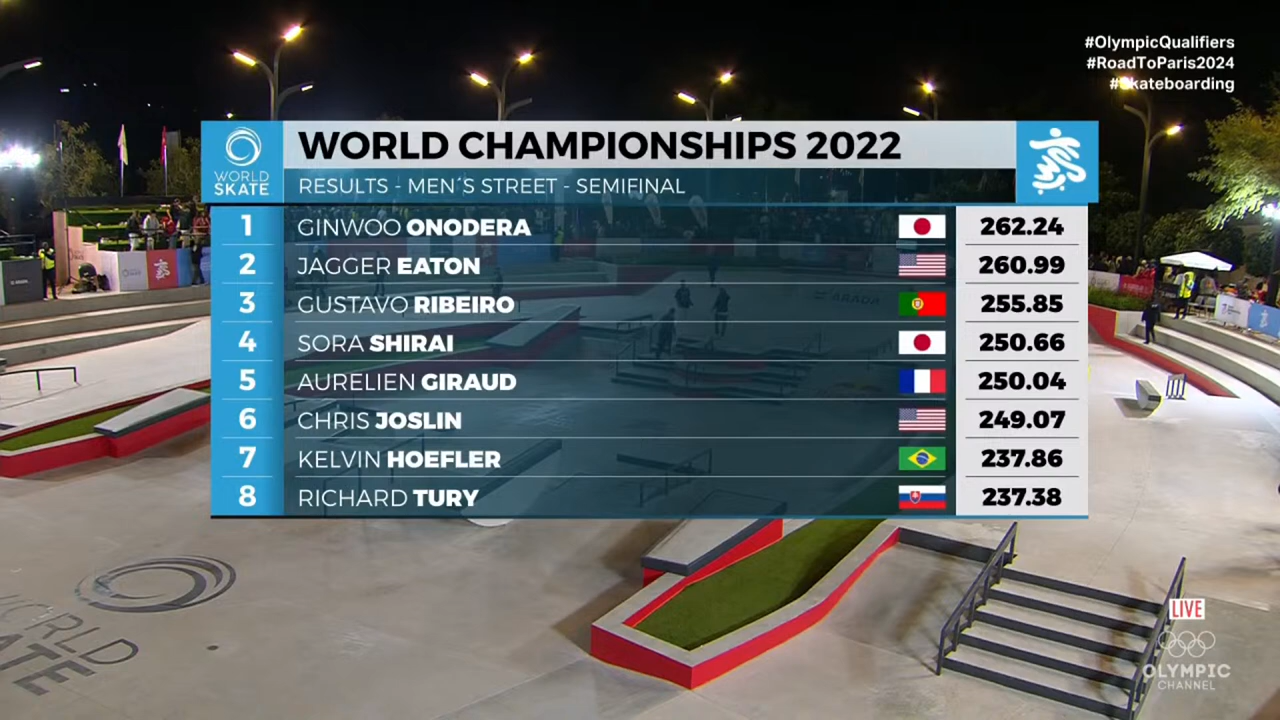 #OlympicQualifiers
#RoadToParis2024
#Skateboarding
WORLD SKATE
WORLD CHAMPIONSHIPS 2022
RESULTS - MEN´S STREET - SEMIFINAL
1 GINWOO ONODERA 262.24
2 JAGGER EATON 260.99
3 GUSTAVO RIBEIRO 255.85
4 SORA SHIRAI 250.66
5 AURELIEN GIRAUD 250.04
6 CHRIS JOSLIN 249.07
7 KELVIN HOEFLER 237.86
8 RICHARD TURY 237.38
WORLD
SKATE
LIVE
OLYMPIC
CHANNEL